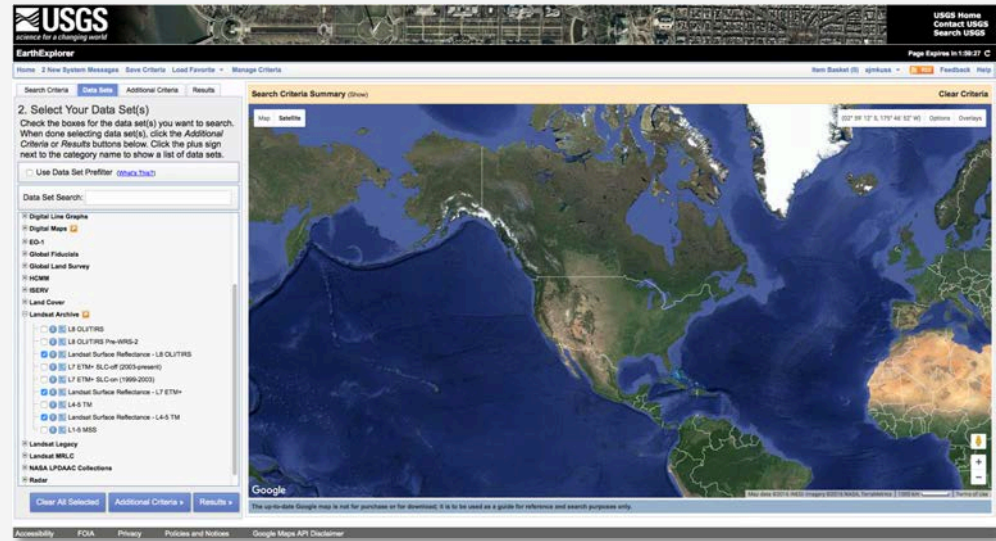 USGS
science for a changing world
USGS Home
Contact USGS
Search USGS
EarthExplorer
Page Expires In 1:59:27
Home 2 New System Messages Save Criteria Load Favorite Manage Criteria
Item Basket (0) sjmkuss RSS Feedback Help
Search Criteria Data Sets Additional Criteria Results
Search Criteria Summary (Show)
Clear Criteria
2. Select Your Data Set(s)
Check the boxes for the data set(s) you want to search.
When done selecting data set(s), click the Additional
Criteria or Results buttons below. Click the plus sign
next to the category name to show a list of data sets.
Use Data Set Prefilter (What's This?)
Data Set Search:
Digital Line Graphs
Digital Maps
EO-1
Global Fiducials
Global Land Survey
HCMM
ISERV
Land Cover
Landsat Archive
L8 OLI/TIRS
L8 OLI/TIRS Pre-WRS-2
Landsat Surface Reflectance - L8 OLI/TIRS
L7 ETM+ SLC-off (2003-present)
L7 ETM+ SLC-on (1999-2003)
Landsat Surface Reflectance - L7 ETM+
L4-5 TM
Landsat Surface Reflectance - L4-5 TM
L1-5 MSS
Landsat Legacy
Landsat MRLC
NASA LPDAAC Collections
Radar
Clear All Selected Additional Criteria » Results »
Map Satellite
Options Overlays
Google
Terms of Use
The up-to-date Google map is not for purchase or for download; it is to be used as a guide for reference and search purposes only.
Accessibility FOIA Privacy Policies and Notices Google Maps API Disclaimer